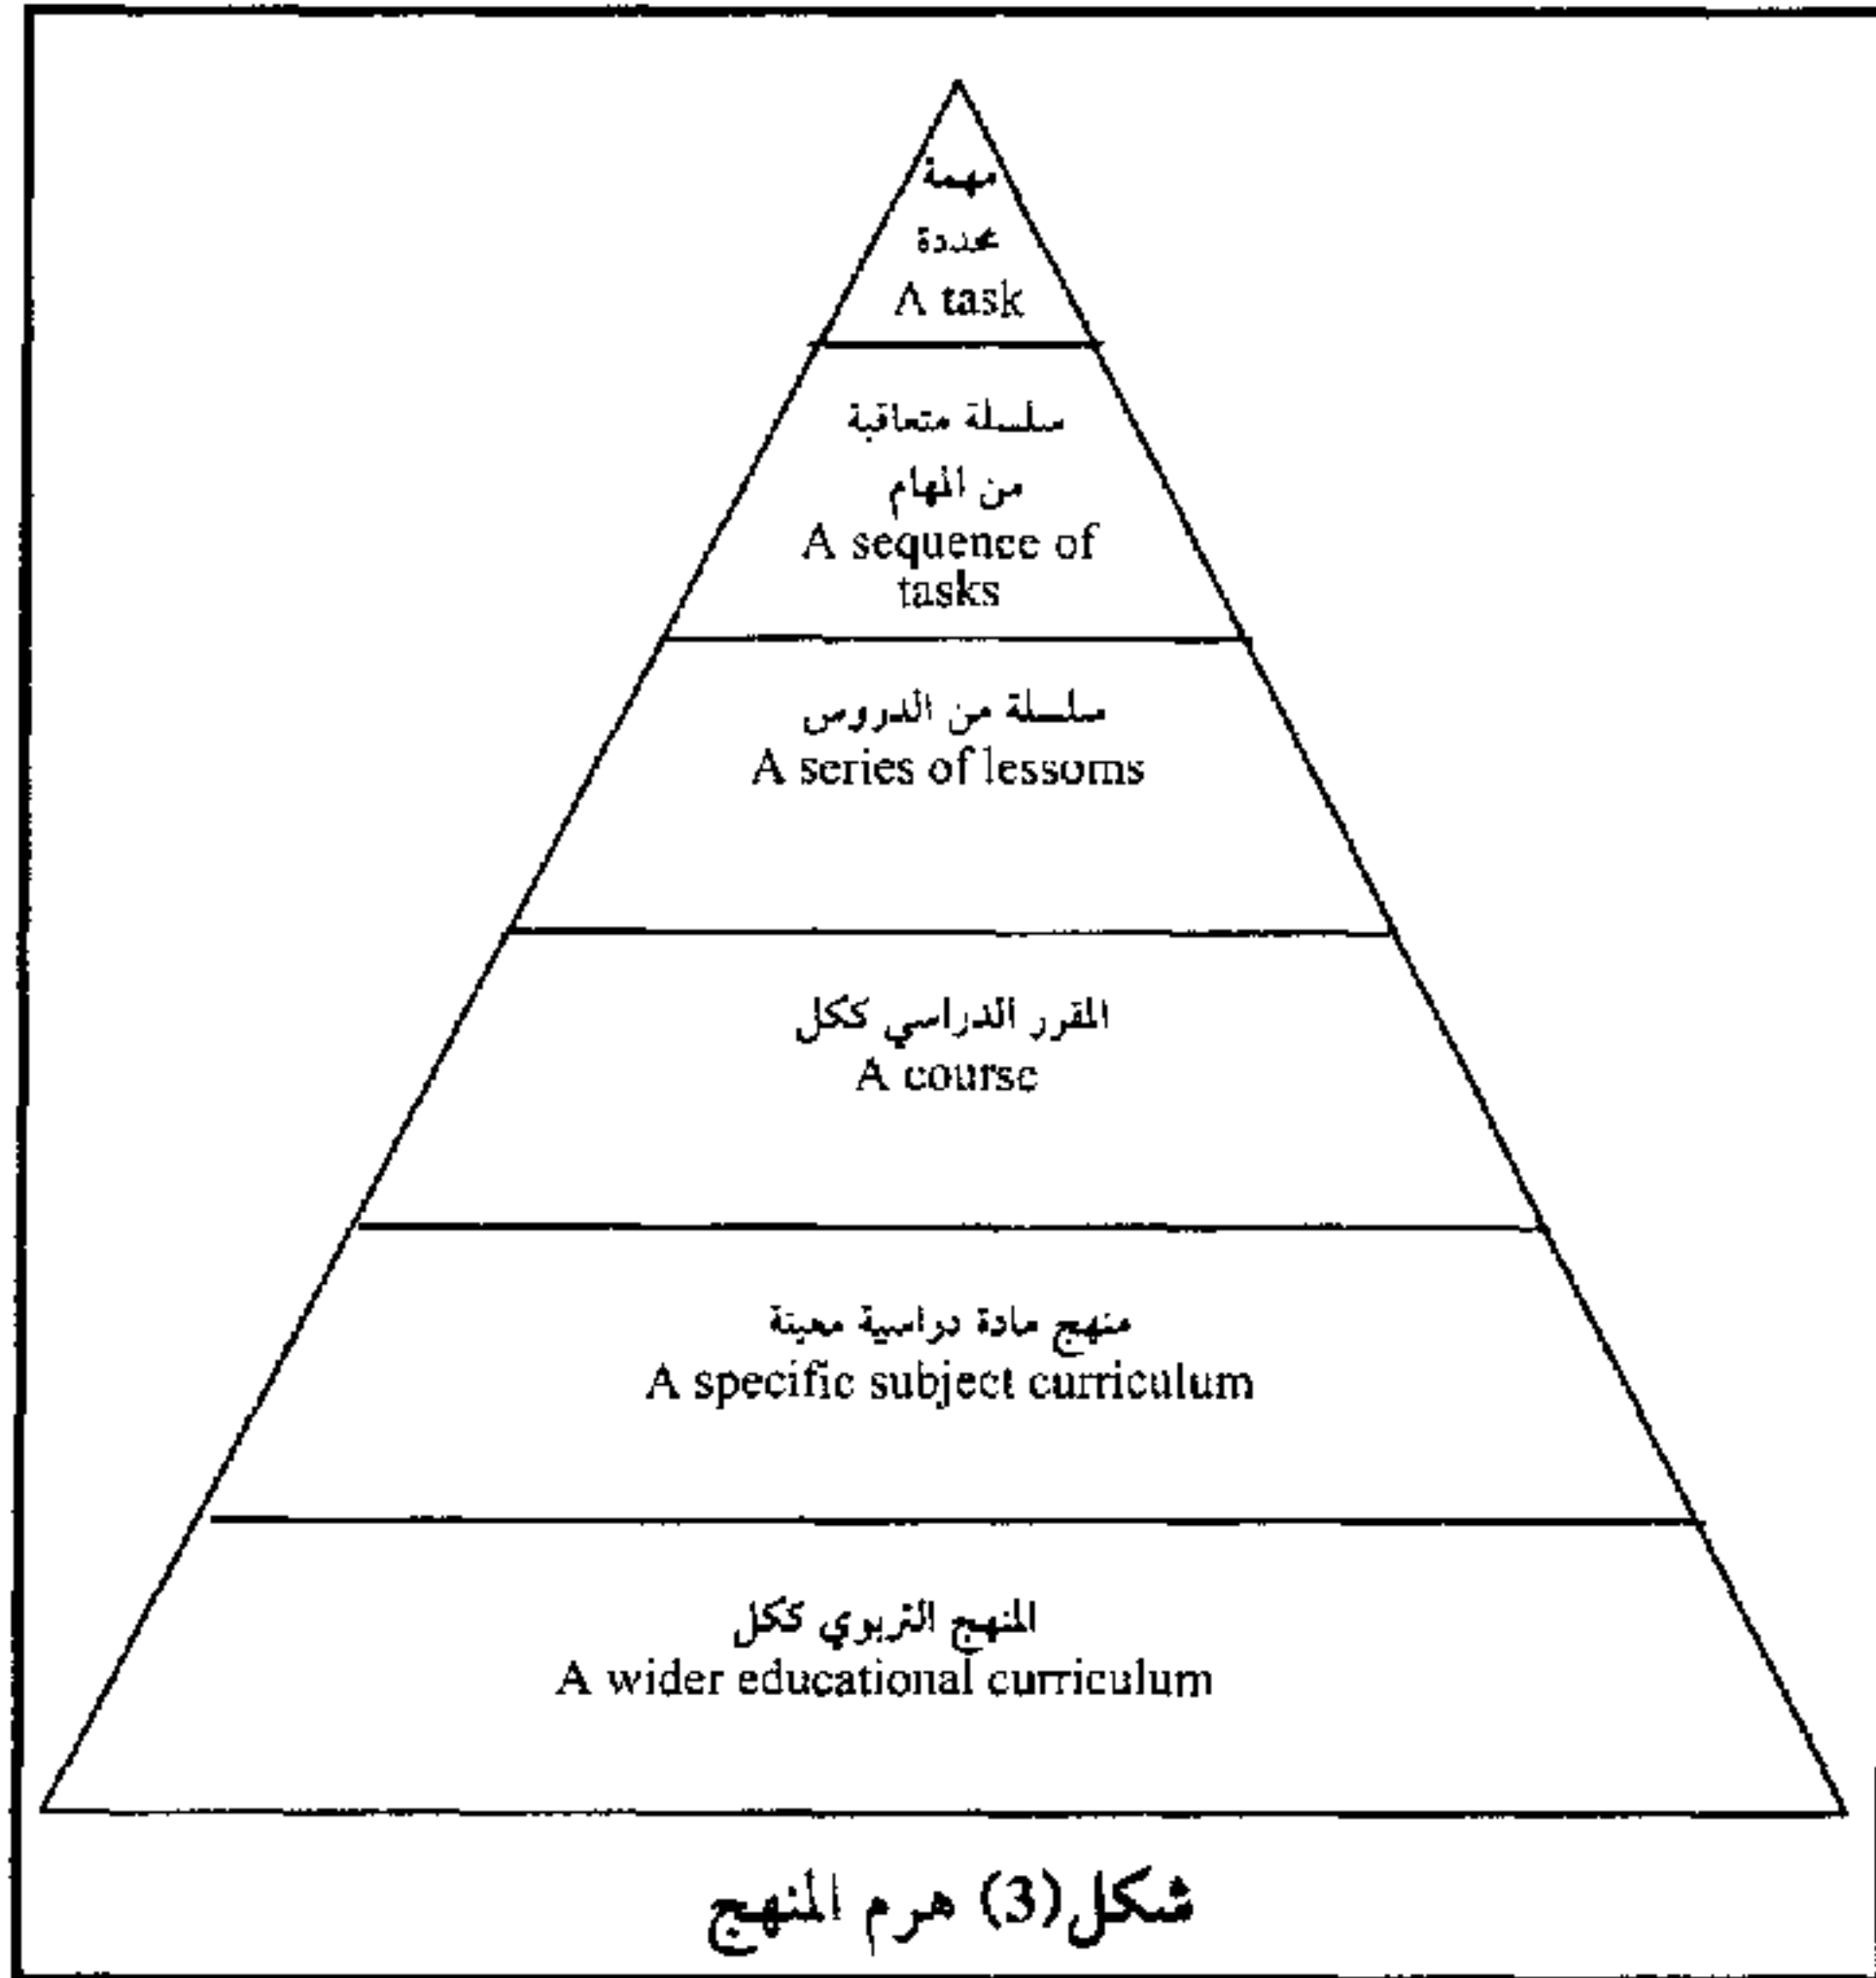 مهمة
محددة
A task
سلسلة متعاقبة
من المهام
A sequence of
tasks
سلسلة من الدروس
A series of lessoms
المقرر الدراسي ككل
A course
منهج مادة دراسية معينة
A specific subject curriculum
المنهج التربوي ككل
A wider educational curriculum
شكل(3) هرم المنهج